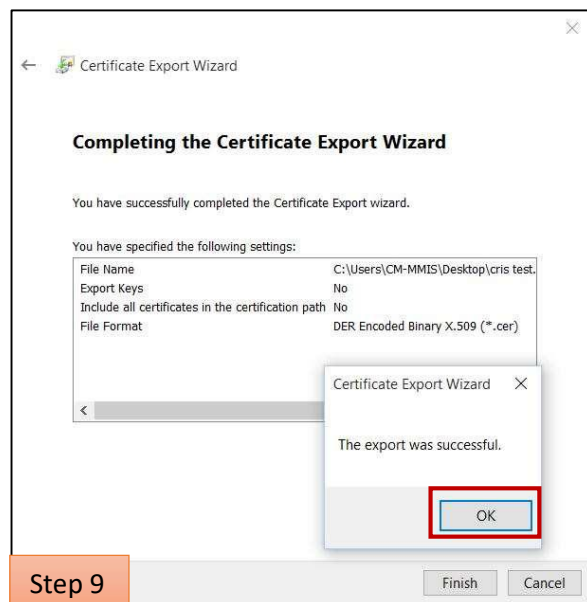 Certificate Export Wizard
Completing the Certificate Export Wizard
You have successfully completed the Certificate Export wizard.
You have specified the following settings:
File Name C:\Users\CM-MMIS\Desktop\cris test.
Export Keys No
Include all certificates in the certification path No
File Format DER Encoded Binary X.509 (*.cer)
Certificate Export Wizard
The export was successful.
OK
Step 9
Finish Cancel